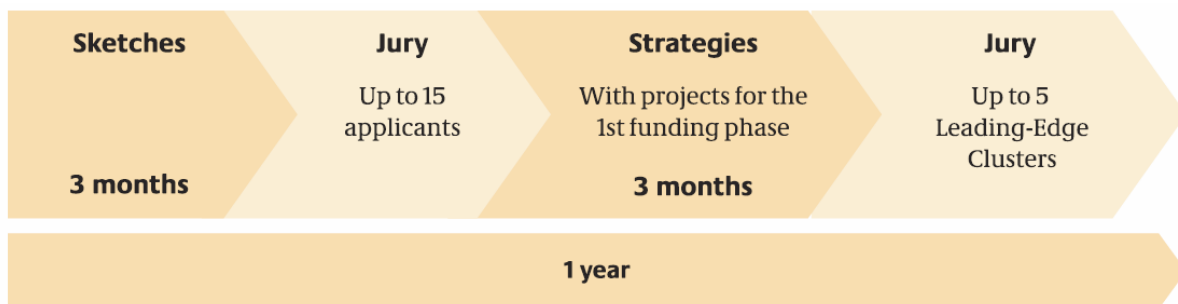 Sketches
3 months
Jury
Up to 15
applicants
Strategies
With projects for the
1st funding phase
3 months
Jury
Up to 5
Leading-Edge
Clusters
1 year